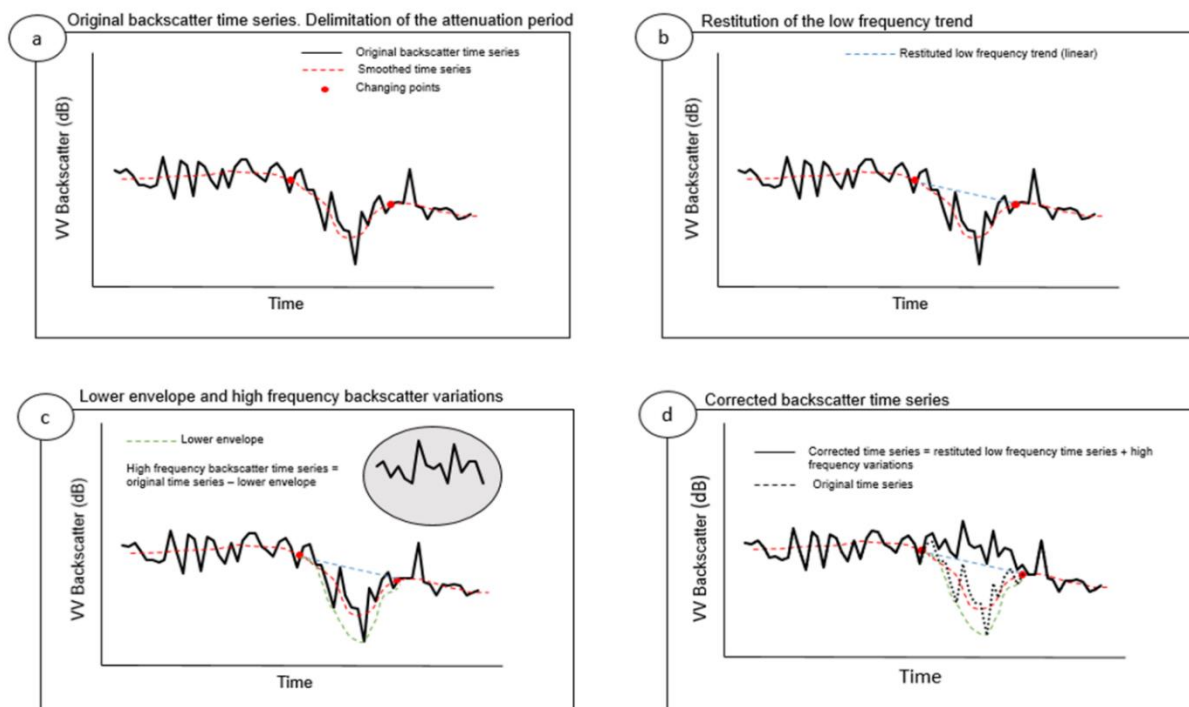 Original backscatter time series. Delimitation of the attenuation period
a
Original backscatter time series
Smoothed time series
Changing points
VV Backscatter (dB)
Time
Restitution of the low frequency trend
b
Restituted low frequency trend (linear)
VV Backscatter (dB)
Time
Lower envelope and high frequency backscatter variations
c
Lower envelope
High frequency backscatter time series =
original time series – lower envelope
VV Backscatter (dB)
Time
Corrected backscatter time series
d
Corrected time series = restituted low frequency time series + high
frequency variations
Original time series
VV Backscatter (dB)
Time